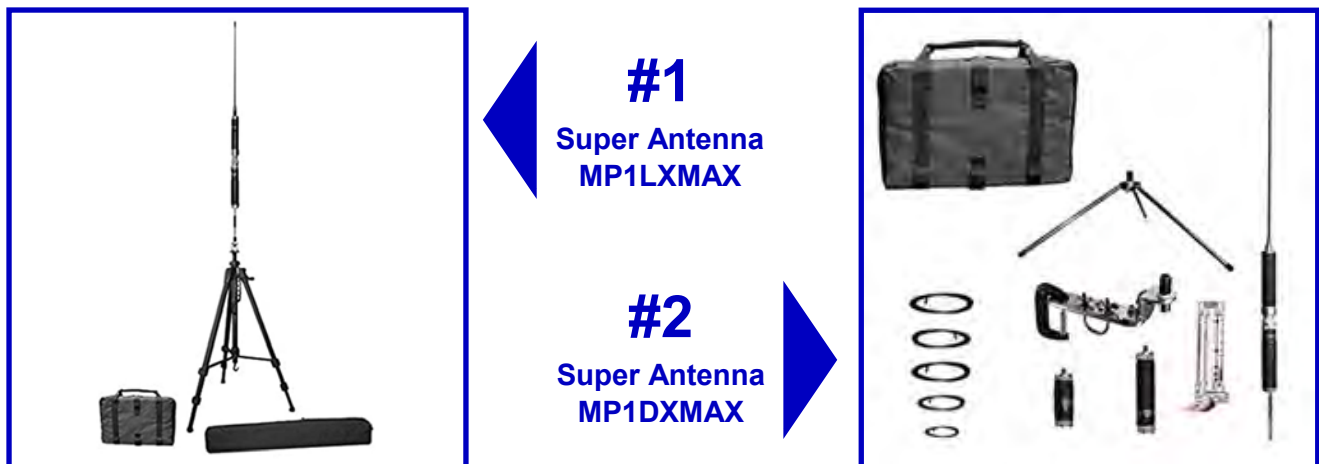 #1
Super Antenna
MP1LXMAX
#2
Super Antenna
MP1DXMAX